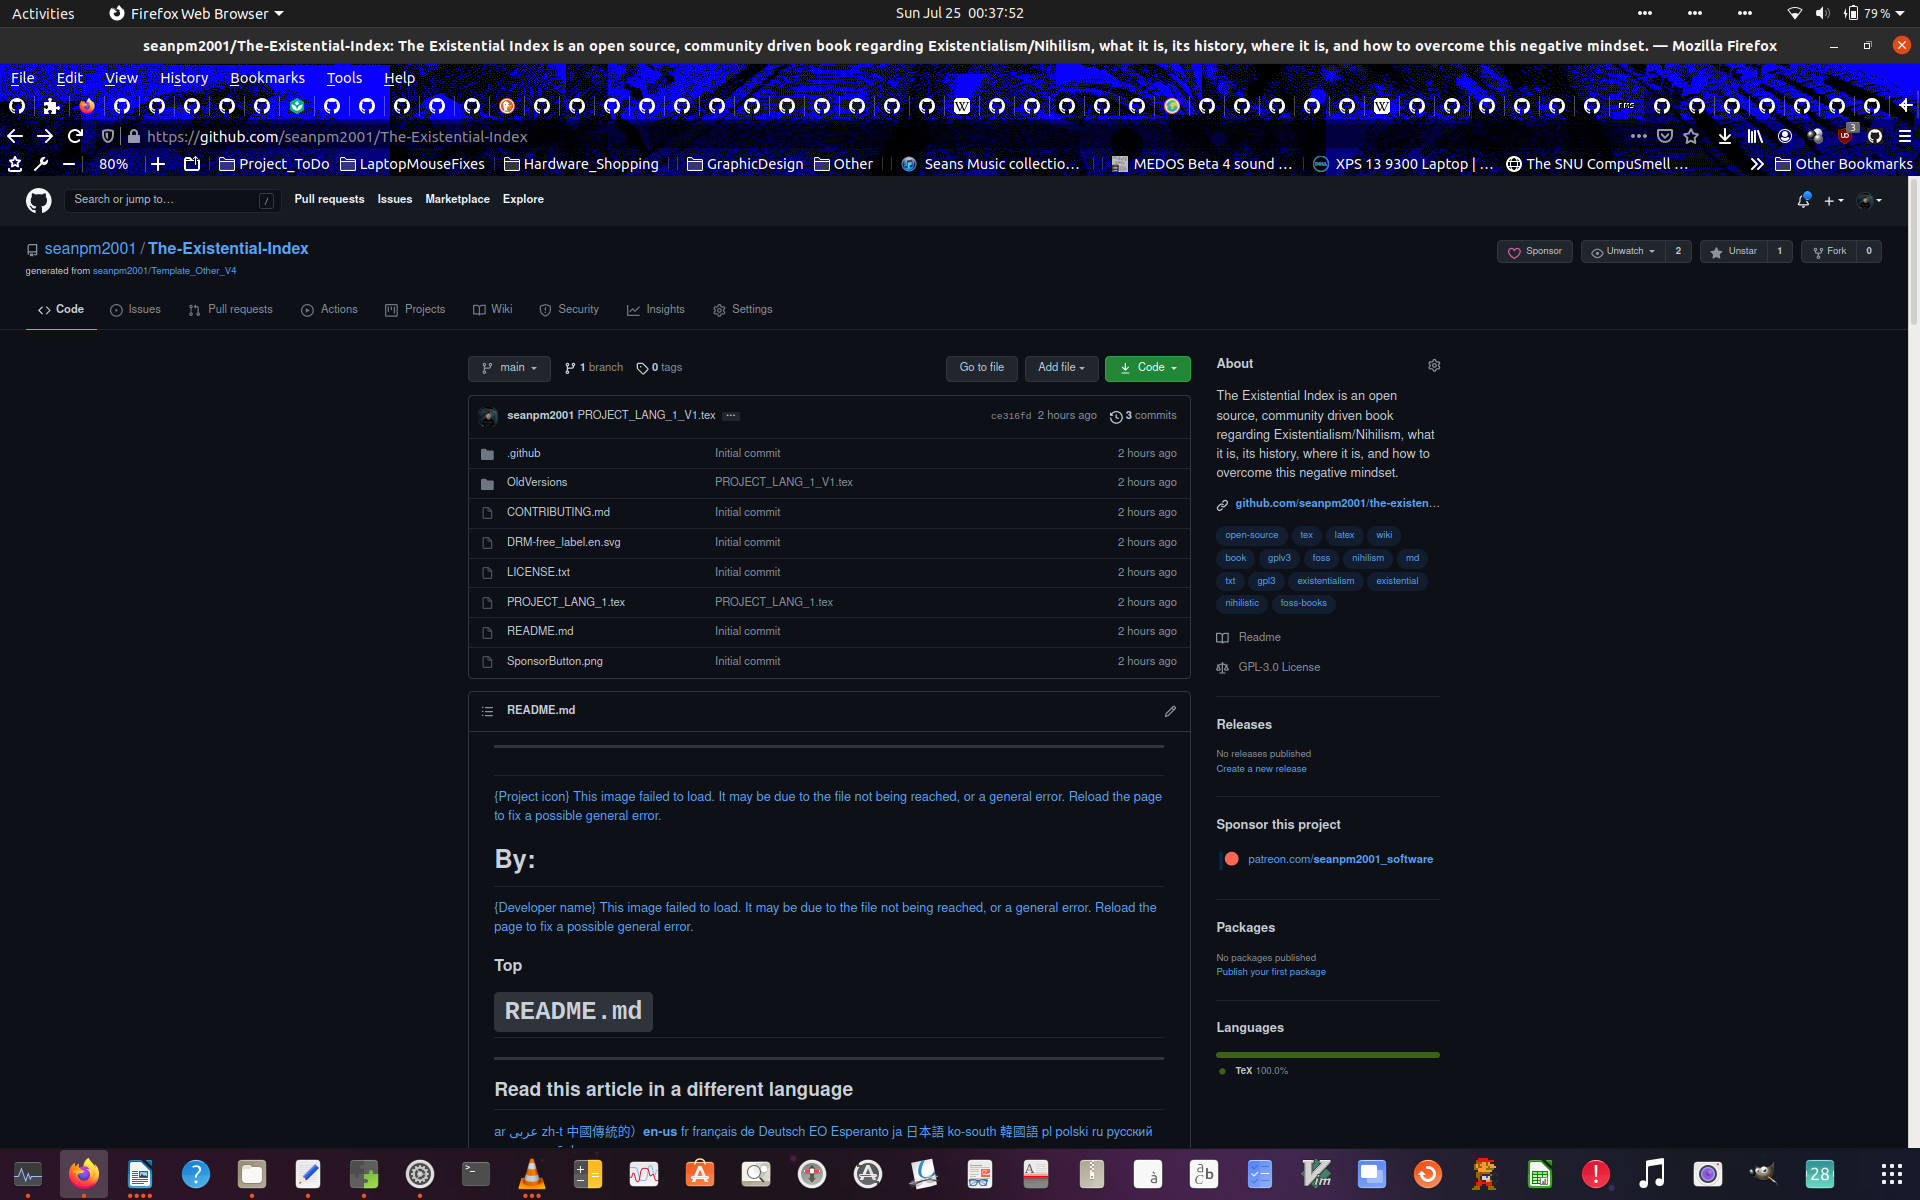 Activities
Firefox Web Browser
Sun Jul 25 00:37:52
79 %
seanpm2001/The-Existential-Index: The Existential Index is an open source, community driven book regarding Existentialism/Nihilism, what it is, its history, where it is, and how to overcome this negative mindset. — Mozilla Firefox
File Edit View History Bookmarks Tools Help
https://github.com/seanpm2001/The-Existential-Index
3
80%
Project_ToDo LaptopMouseFixes Hardware_Shopping GraphicDesign Other Seans Music collectio… MEDOS Beta 4 sound … XPS 13 9300 Laptop | … The SNU CompuSmell … Other Bookmarks
Search or jump to… /
Pull requests Issues Marketplace Explore
seanpm2001 / The-Existential-Index
generated from seanpm2001/Template_Other_V4
Sponsor Unwatch 2 Unstar 1 Fork 0
Code Issues Pull requests Actions Projects Wiki Security Insights Settings
main 1 branch 0 tags
Go to file Add file Code
seanpm2001 PROJECT_LANG_1_V1.tex ce316fd 2 hours ago 3 commits
.github Initial commit 2 hours ago
OldVersions PROJECT_LANG_1_V1.tex 2 hours ago
CONTRIBUTING.md Initial commit 2 hours ago
DRM-free_label.en.svg Initial commit 2 hours ago
LICENSE.txt Initial commit 2 hours ago
PROJECT_LANG_1.tex PROJECT_LANG_1.tex 2 hours ago
README.md Initial commit 2 hours ago
SponsorButton.png Initial commit 2 hours ago
README.md
{Project icon} This image failed to load. It may be due to the file not being reached, or a general error. Reload the page
to fix a possible general error.
By:
{Developer name} This image failed to load. It may be due to the file not being reached, or a general error. Reload the
page to fix a possible general error.
Top
README.md
Read this article in a different language
ar عربى zh-t 中國傳統的）en-us fr français de Deutsch EO Esperanto ja 日本語 ko-south 韓國語 pl polski ru русский
About
The Existential Index is an open
source, community driven book
regarding Existentialism/Nihilism, what
it is, its history, where it is, and how to
overcome this negative mindset.
github.com/seanpm2001/the-existen…
open-source tex latex wiki
book gplv3 foss nihilism md
txt gpl3 existentialism existential
nihilistic foss-books
Readme
GPL-3.0 License
Releases
No releases published
Create a new release
Sponsor this project
patreon.com/seanpm2001_software
Packages
No packages published
Publish your first package
Languages
TeX 100.0%
28